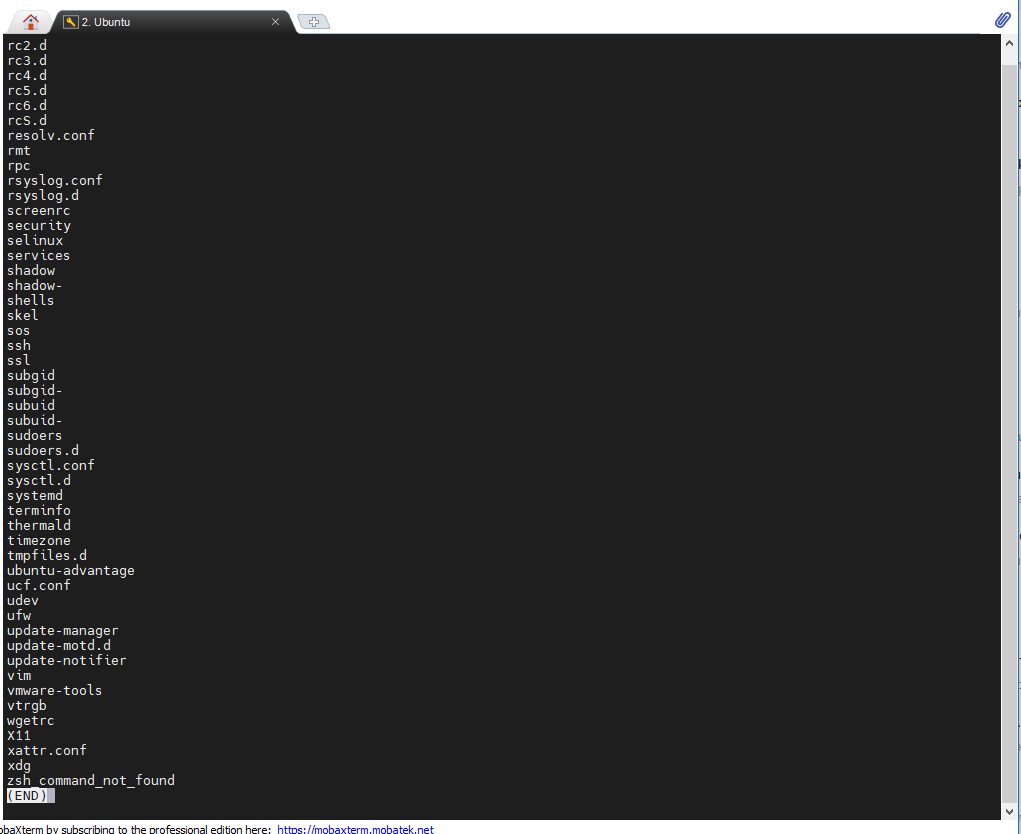 2. Ubuntu
rc2.d
rc3.d
rc4.d
rc5.d
rc6.d
rcS.d
resolv.conf
rmt
rpc
rsyslog.conf
rsyslog.d
screenrc
security
selinux
services
shadow
shadow-
shells
skel
sos
ssh
ssl
subgid
subgid-
subuid
subuid-
sudoers
sudoers.d
sysctl.conf
sysctl.d
systemd
terminfo
thermald
timezone
tmpfiles.d
ubuntu-advantage
ucf.conf
udev
ufw
update-manager
update-motd.d
update-notifier
vim
vmware-tools
vtrgb
wgetrc
X11
xattr.conf
xdg
zsh_command_not_found
(END)
obaXterm by subscribing to the professional edition here: https://mobaxterm.mobatek.net